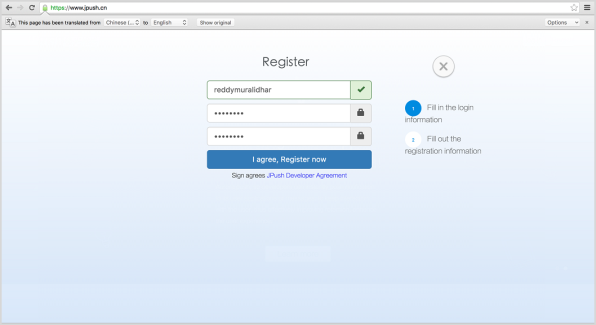 https://www.jpush.cn
This page has been translated from Chinese (... to English Show original Options
Register
reddymuralidhar
••••••••
••••••••
I agree, Register now
Sign agrees JPush Developer Agreement
1 Fill in the login
information
2 Fill out the
registration information